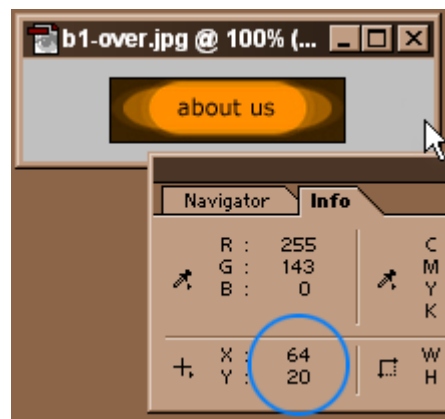 b1-over.jpg @ 100% (...
about us
Navigator Info
R : 255 C
G : 143 M
B : 0 Y
K
X : 64 W
Y : 20 H